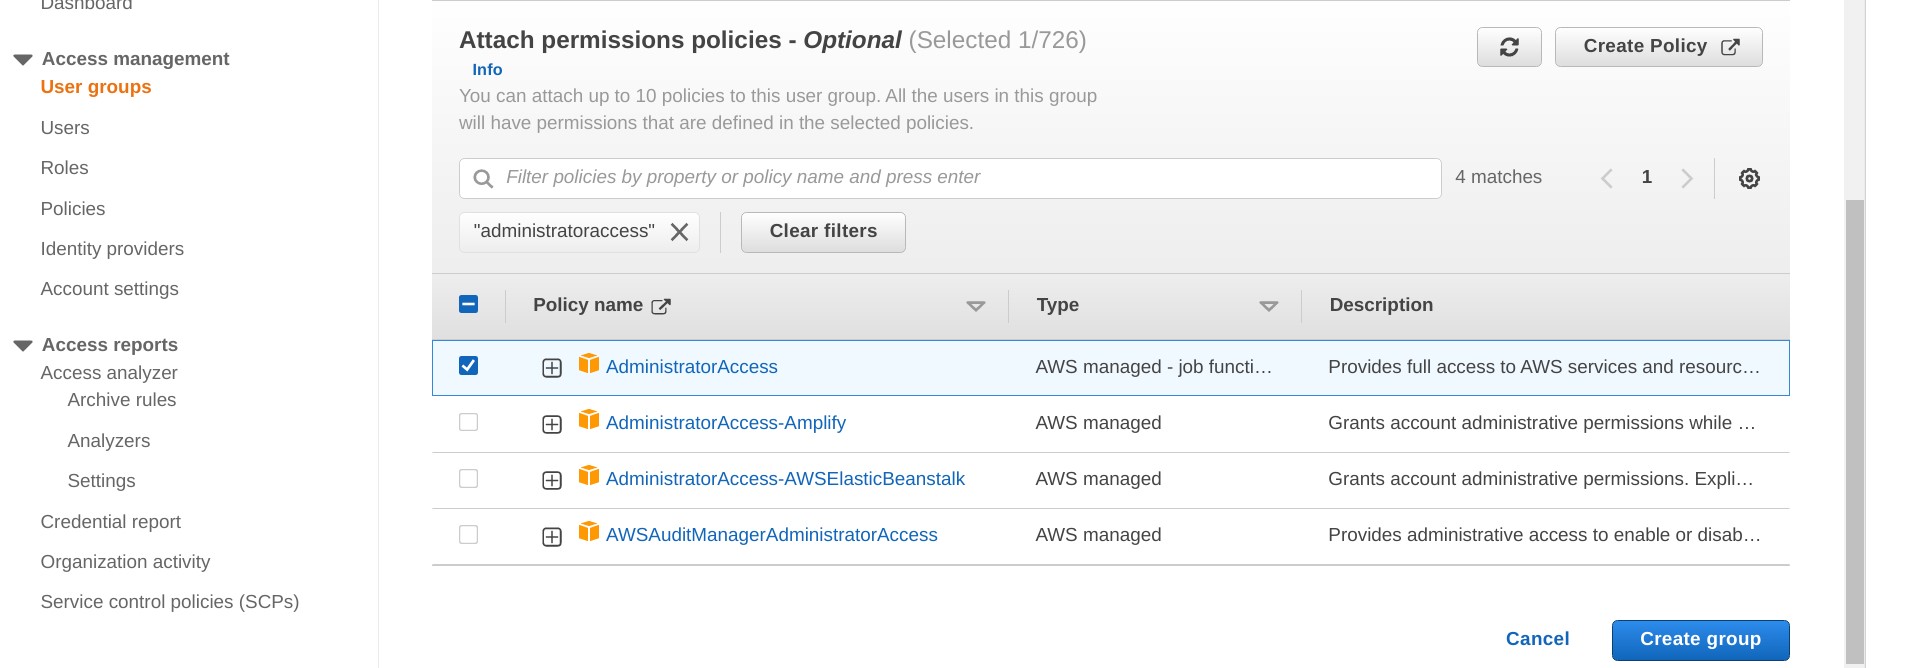 Dashboard
Access management
User groups
Users
Roles
Policies
Identity providers
Account settings
Access reports
Access analyzer
Archive rules
Analyzers
Settings
Credential report
Organization activity
Service control policies (SCPs)
Attach permissions policies - Optional (Selected 1/726)
Info
You can attach up to 10 policies to this user group. All the users in this group
will have permissions that are defined in the selected policies.
Create Policy
Filter policies by property or policy name and press enter
4 matches
1
"administratoraccess"
Clear filters
Policy name Type Description
AdministratorAccess AWS managed - job functi… Provides full access to AWS services and resourc…
AdministratorAccess-Amplify AWS managed Grants account administrative permissions while …
AdministratorAccess-AWSElasticBeanstalk AWS managed Grants account administrative permissions. Expli…
AWSAuditManagerAdministratorAccess AWS managed Provides administrative access to enable or disab…
Cancel
Create group